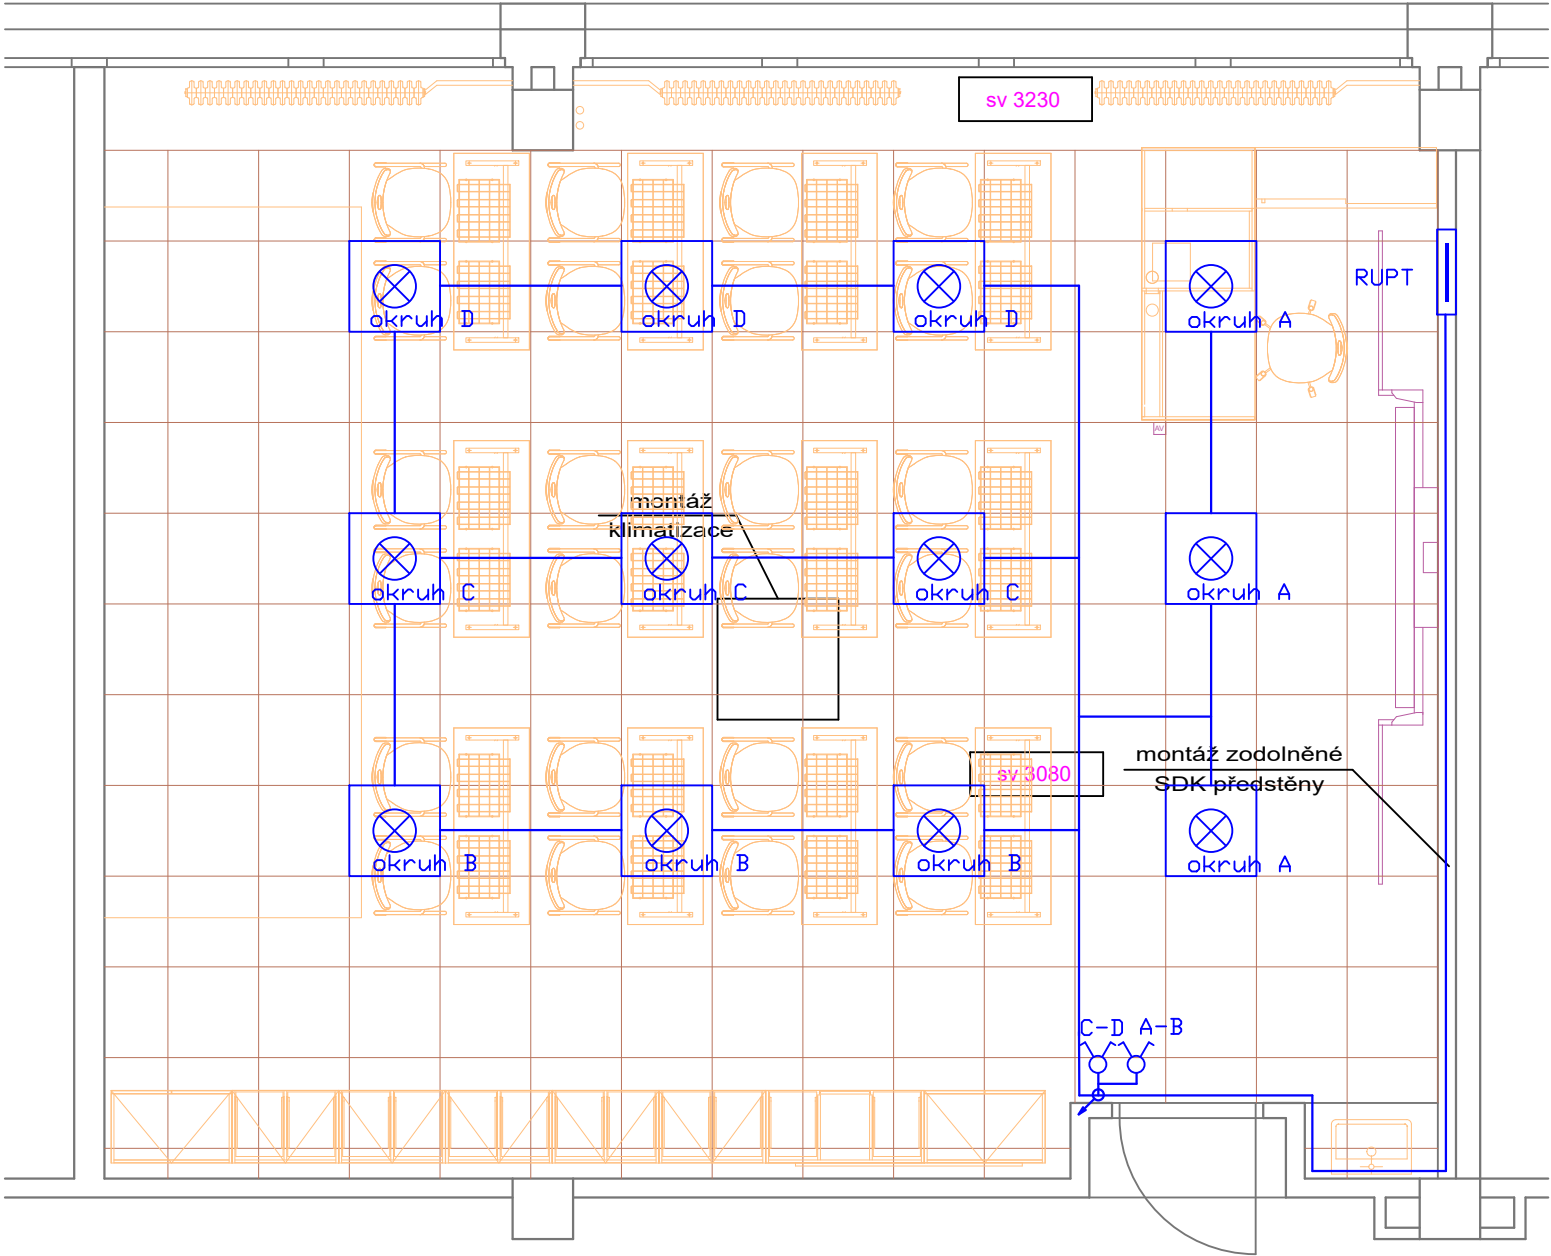 sv 3230
RUPT
okruh D
okruh D
okruh D
okruh A
AV
montáž
klimatizace
okruh C
okruh C
okruh C
okruh A
montáž zodolněné
SDK předstěny
sv 3080
okruh B
okruh B
okruh B
okruh A
C-D A-B